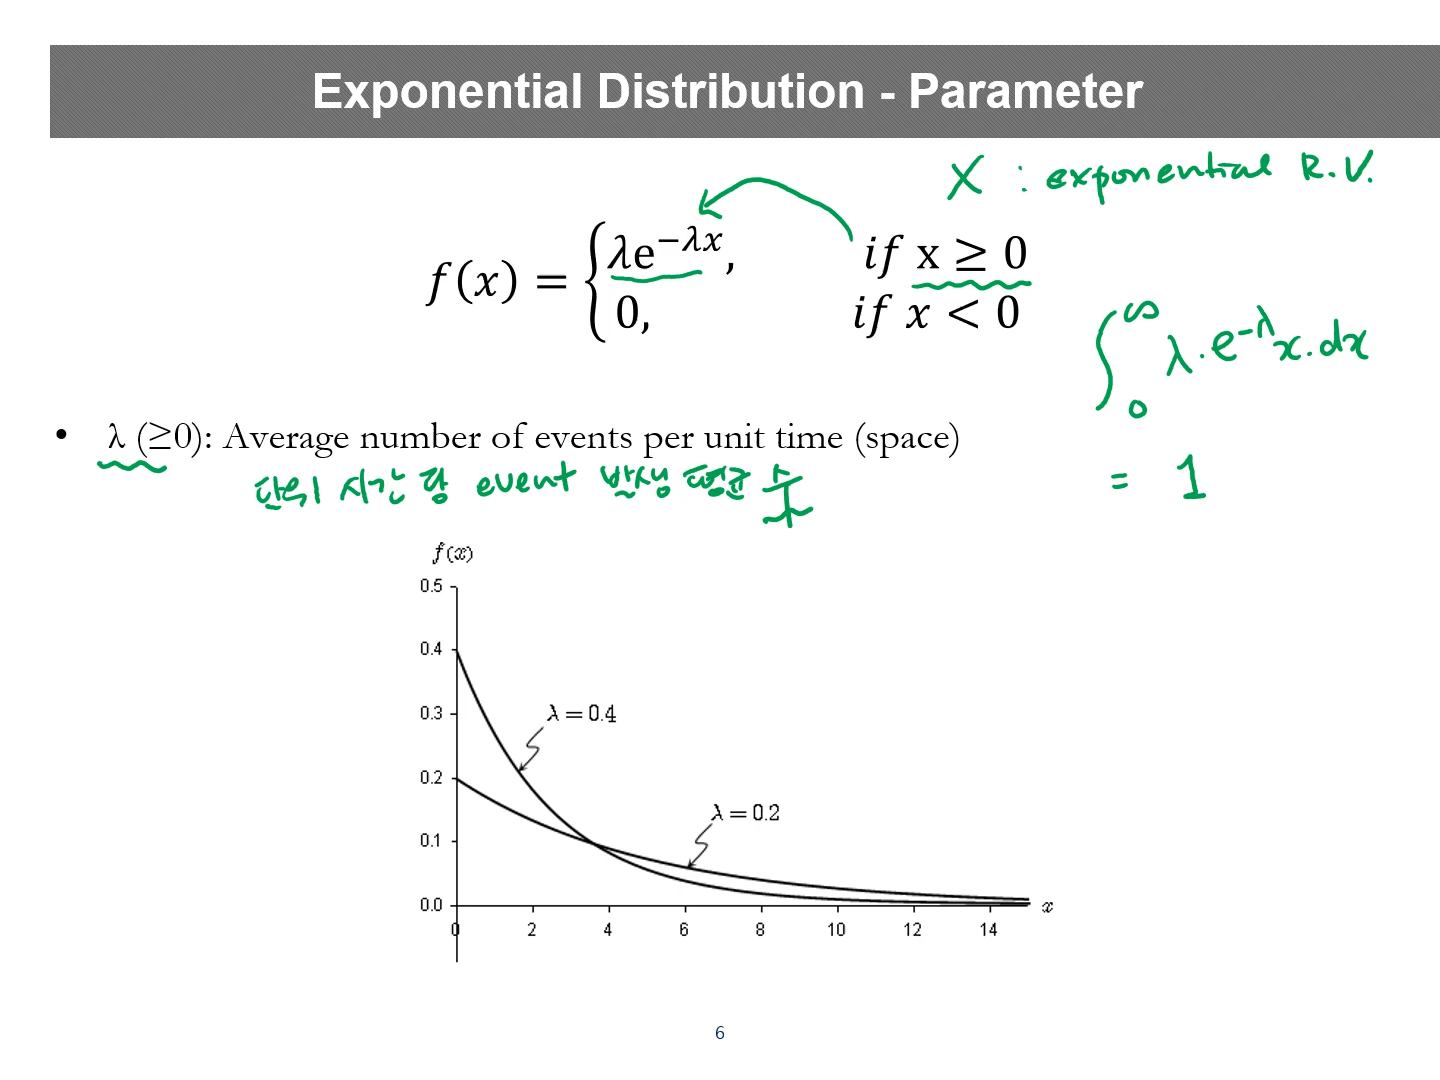 Exponential Distribution - Parameter
X : exponential R.V.
f(x) = { λe^{-λx}, if x ≥ 0
0, if x < 0
∫_0^∞ λ·e^{-λx}·dx
• λ (≥0): Average number of events per unit time (space)
단위 시간 당 event 발생 평균 수
= 1
f(x)
0.5
0.4
0.3
λ = 0.4
0.2
λ = 0.2
0.1
0.0
x
0 2 4 6 8 10 12 14
6